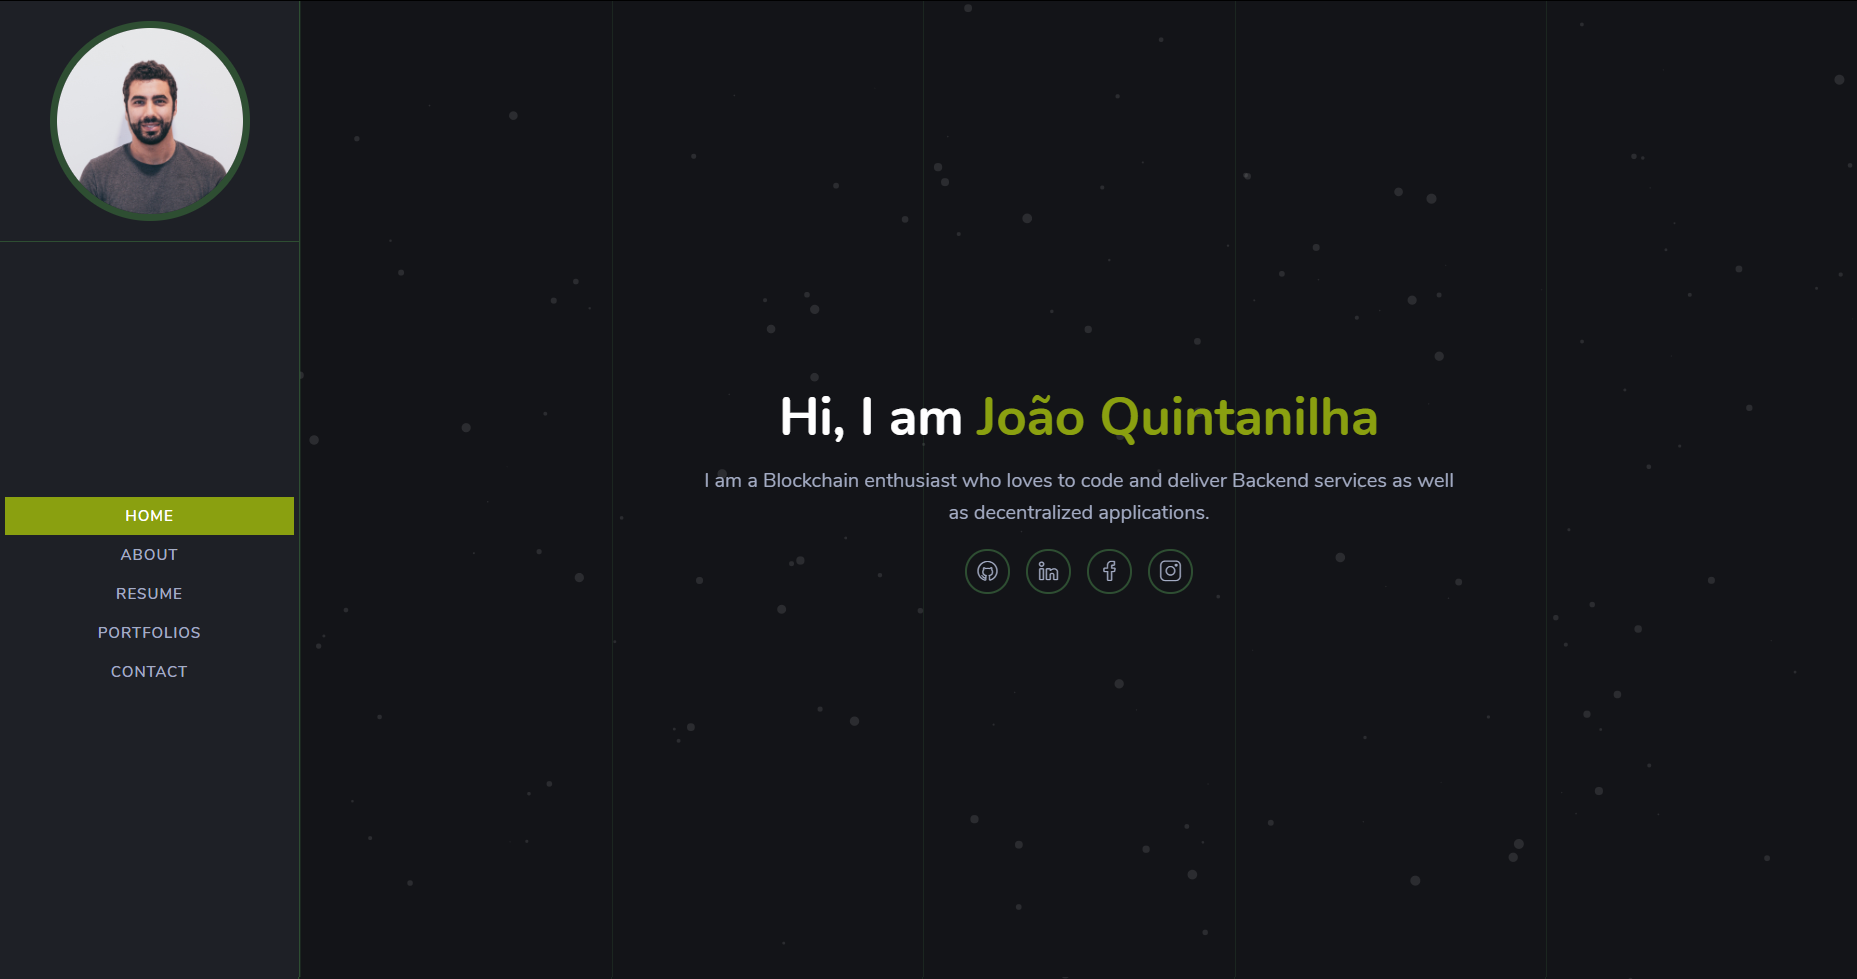 HOME
ABOUT
RESUME
PORTFOLIOS
CONTACT
Hi, I am João Quintanilha
I am a Blockchain enthusiast who loves to code and deliver Backend services as well
as decentralized applications.